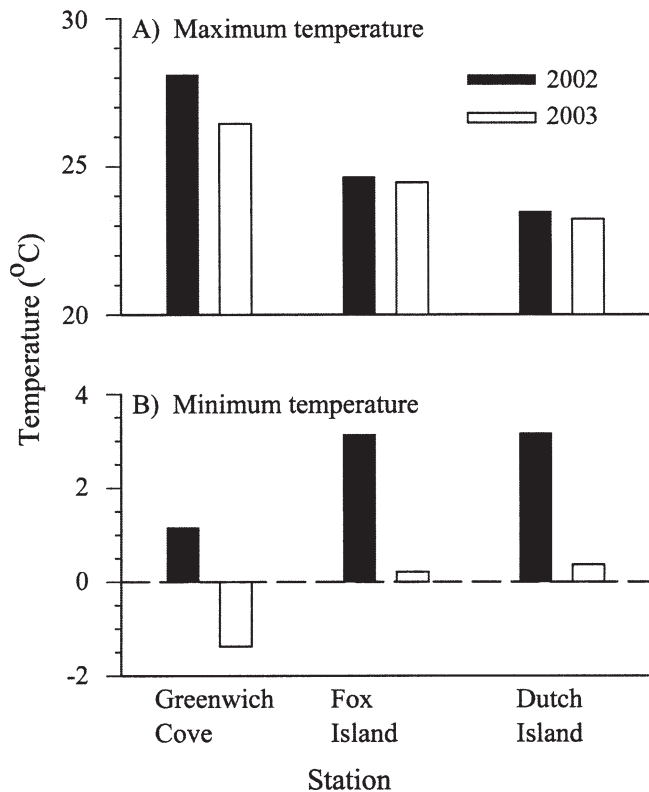 30
A) Maximum temperature
2002
2003
25
20
Temperature (°C)
4
B) Minimum temperature
2
0
-2
Greenwich Cove
Fox Island
Dutch Island
Station